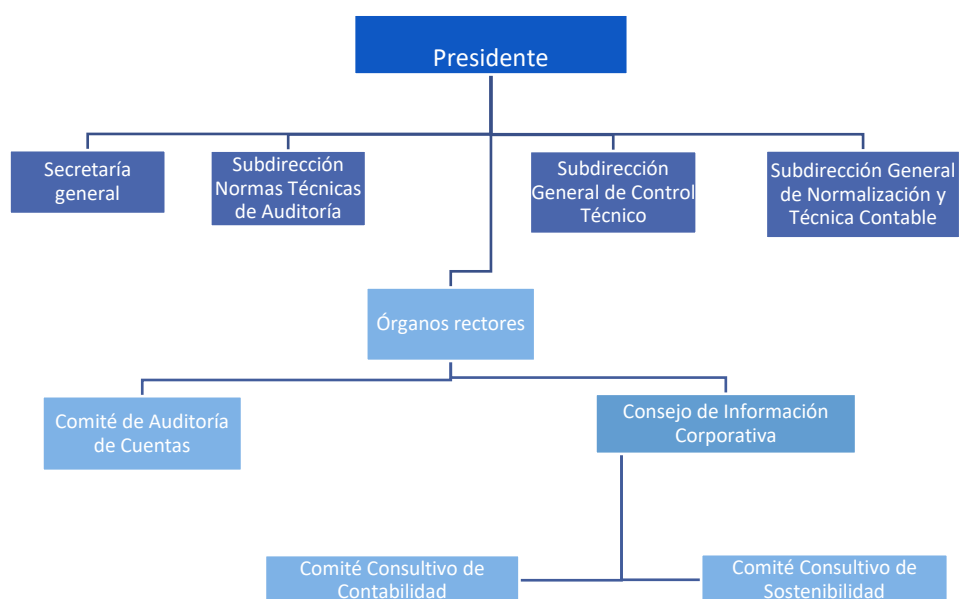 Presidente
Secretaría
general
Subdirección
Normas Técnicas
de Auditoría
Subdirección
General de Control
Técnico
Subdirección General
de Normalización y
Técnica Contable
Órganos rectores
Comité de Auditoría
de Cuentas
Consejo de Información
Corporativa
Comité Consultivo de
Contabilidad
Comité Consultivo de
Sostenibilidad